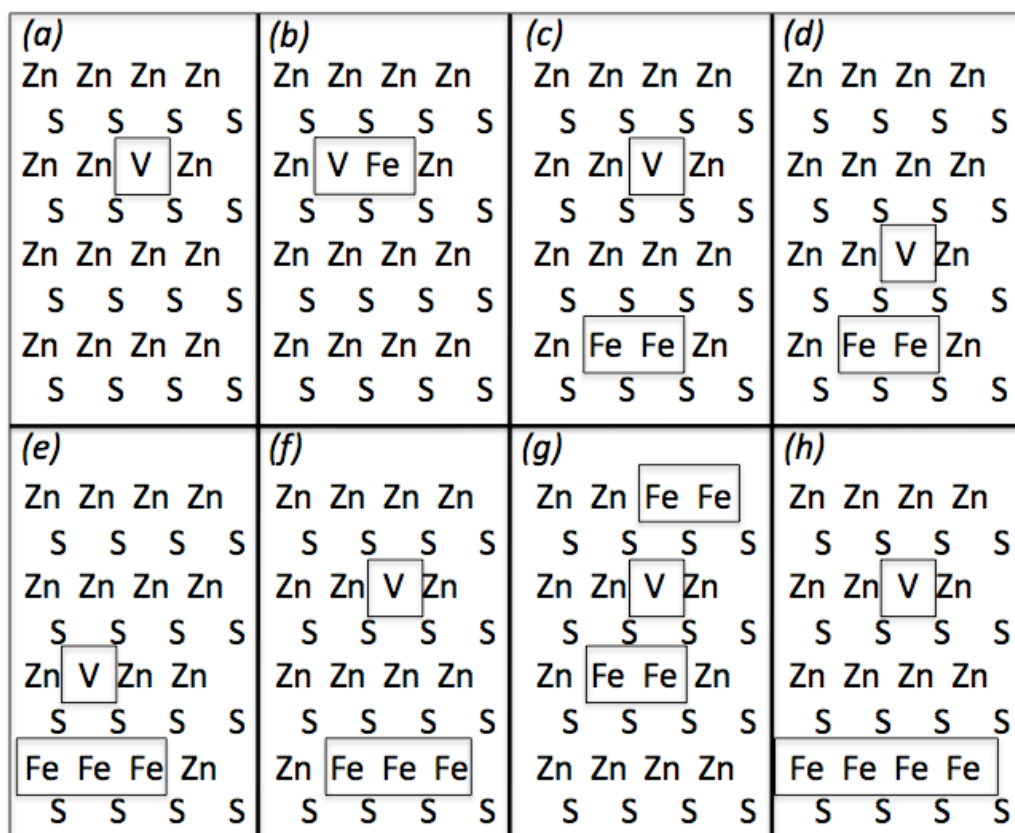 (a)
Zn Zn Zn Zn
S S S S
Zn Zn V Zn
S S S S
Zn Zn Zn Zn
S S S S
Zn Zn Zn Zn
S S S S
(b)
Zn Zn Zn Zn
S S S S
Zn V Fe Zn
S S S S
Zn Zn Zn Zn
S S S S
Zn Zn Zn Zn
S S S S
(c)
Zn Zn Zn Zn
S S S S
Zn Zn V Zn
S S S S
Zn Zn Zn Zn
S S S S
Zn Fe Fe Zn
S S S S
(d)
Zn Zn Zn Zn
S S S S
Zn Zn Zn Zn
S S S S
Zn Zn V Zn
S S S S
Zn Fe Fe Zn
S S S S
(e)
Zn Zn Zn Zn
S S S S
Zn Zn Zn Zn
S S S S
Zn V Zn Zn
S S S S
Fe Fe Fe Zn
S S S S
(f)
Zn Zn Zn Zn
S S S S
Zn Zn V Zn
S S S S
Zn Zn Zn Zn
S S S S
Zn Fe Fe Fe
S S S S
(g)
Zn Zn Fe Fe
S S S S
Zn Zn V Zn
S S S S
Zn Fe Fe Zn
S S S S
Zn Zn Zn Zn
S S S S
(h)
Zn Zn Zn Zn
S S S S
Zn Zn V Zn
S S S S
Zn Zn Zn Zn
S S S S
Fe Fe Fe Fe
S S S S